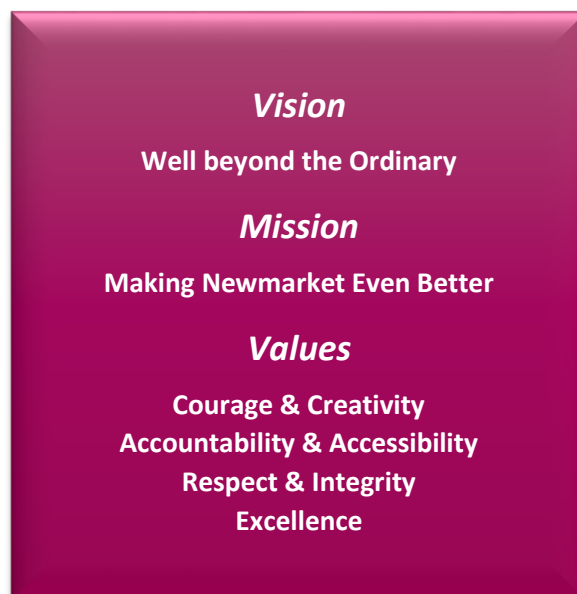 Vision
Well beyond the Ordinary
Mission
Making Newmarket Even Better
Values
Courage & Creativity
Accountability & Accessibility
Respect & Integrity
Excellence